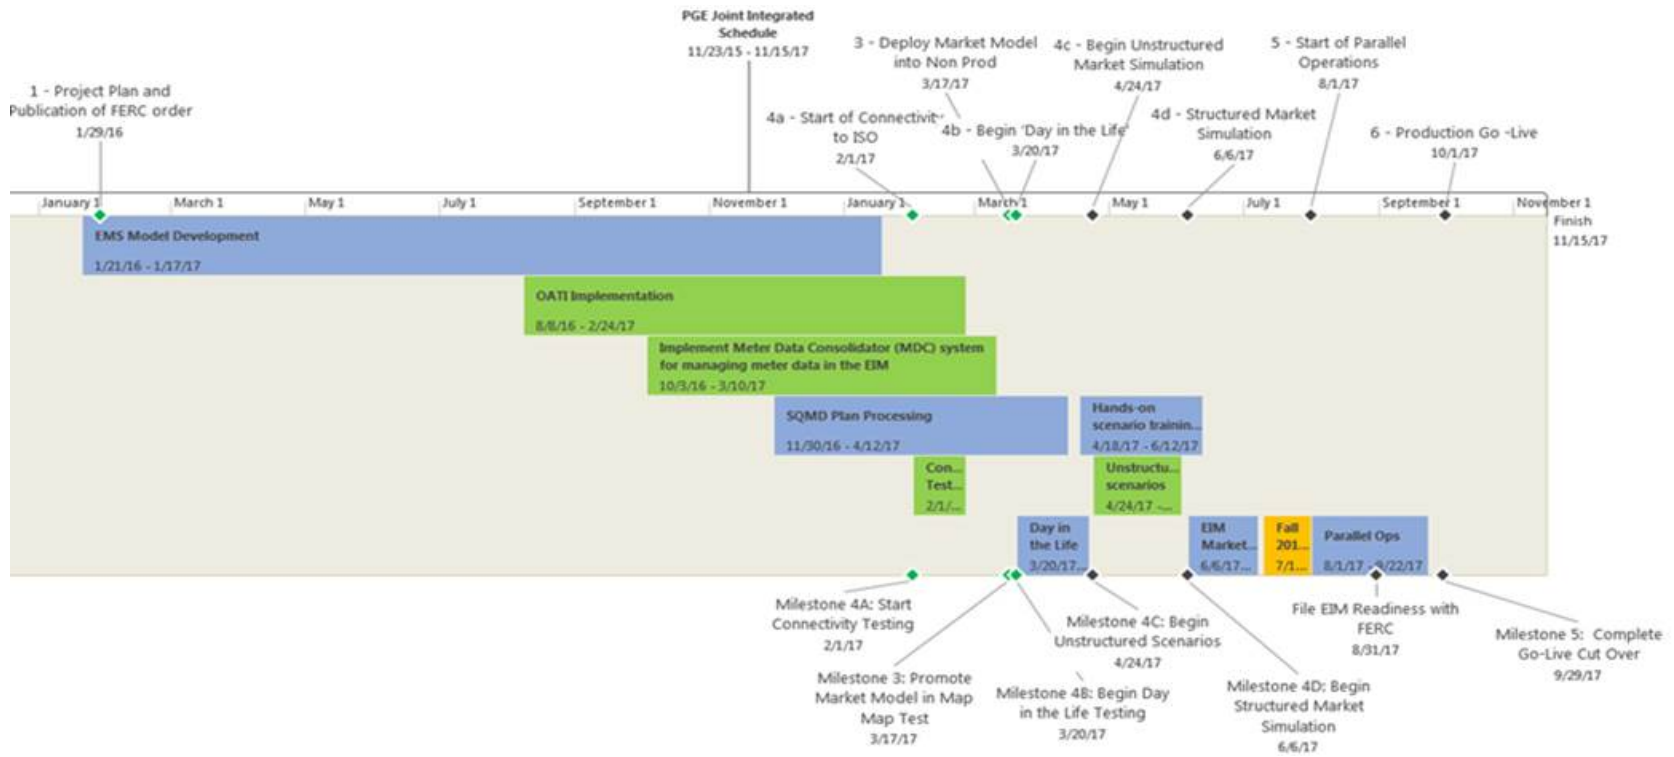 PGE Joint Integrated
Schedule
11/23/15 - 11/15/17
1 - Project Plan and
Publication of FERC order
1/29/16
3 - Deploy Market Model
into Non Prod
3/17/17
4c - Begin Unstructured
Market Simulation
4/24/17
5 - Start of Parallel
Operations
8/1/17
4a - Start of Connectivity
to ISO
2/1/17
4b - Begin 'Day in the Life'
3/20/17
4d - Structured Market
Simulation
6/6/17
6 - Production Go -Live
10/1/17
January 1
March 1
May 1
July 1
September 1
November 1
January 1
March 1
May 1
July 1
September 1
November 1
Finish
11/15/17
EMS Model Development
1/21/16 - 1/17/17
OATI Implementation
8/8/16 - 2/24/17
Implement Meter Data Consolidator (MDC) system
for managing meter data in the EIM
10/3/16 - 3/10/17
SQMD Plan Processing
11/30/16 - 4/12/17
Hands-on
scenario trainin...
4/18/17 - 6/12/17
Con...
Test...
2/1/...
Unstructu...
scenarios
4/24/17 -...
Day in
the Life
3/20/17...
EIM
Market...
6/6/17...
Fall
201...
7/1...
Parallel Ops
8/1/17 - 9/22/17
Milestone 4A: Start
Connectivity Testing
2/1/17
Milestone 3: Promote
Market Model in Map
Map Test
3/17/17
Milestone 4C: Begin
Unstructured Scenarios
4/24/17
Milestone 4B: Begin Day
in the Life Testing
3/20/17
Milestone 4D: Begin
Structured Market
Simulation
6/6/17
File EIM Readiness with
FERC
8/31/17
Milestone 5:  Complete
Go-Live Cut Over
9/29/17